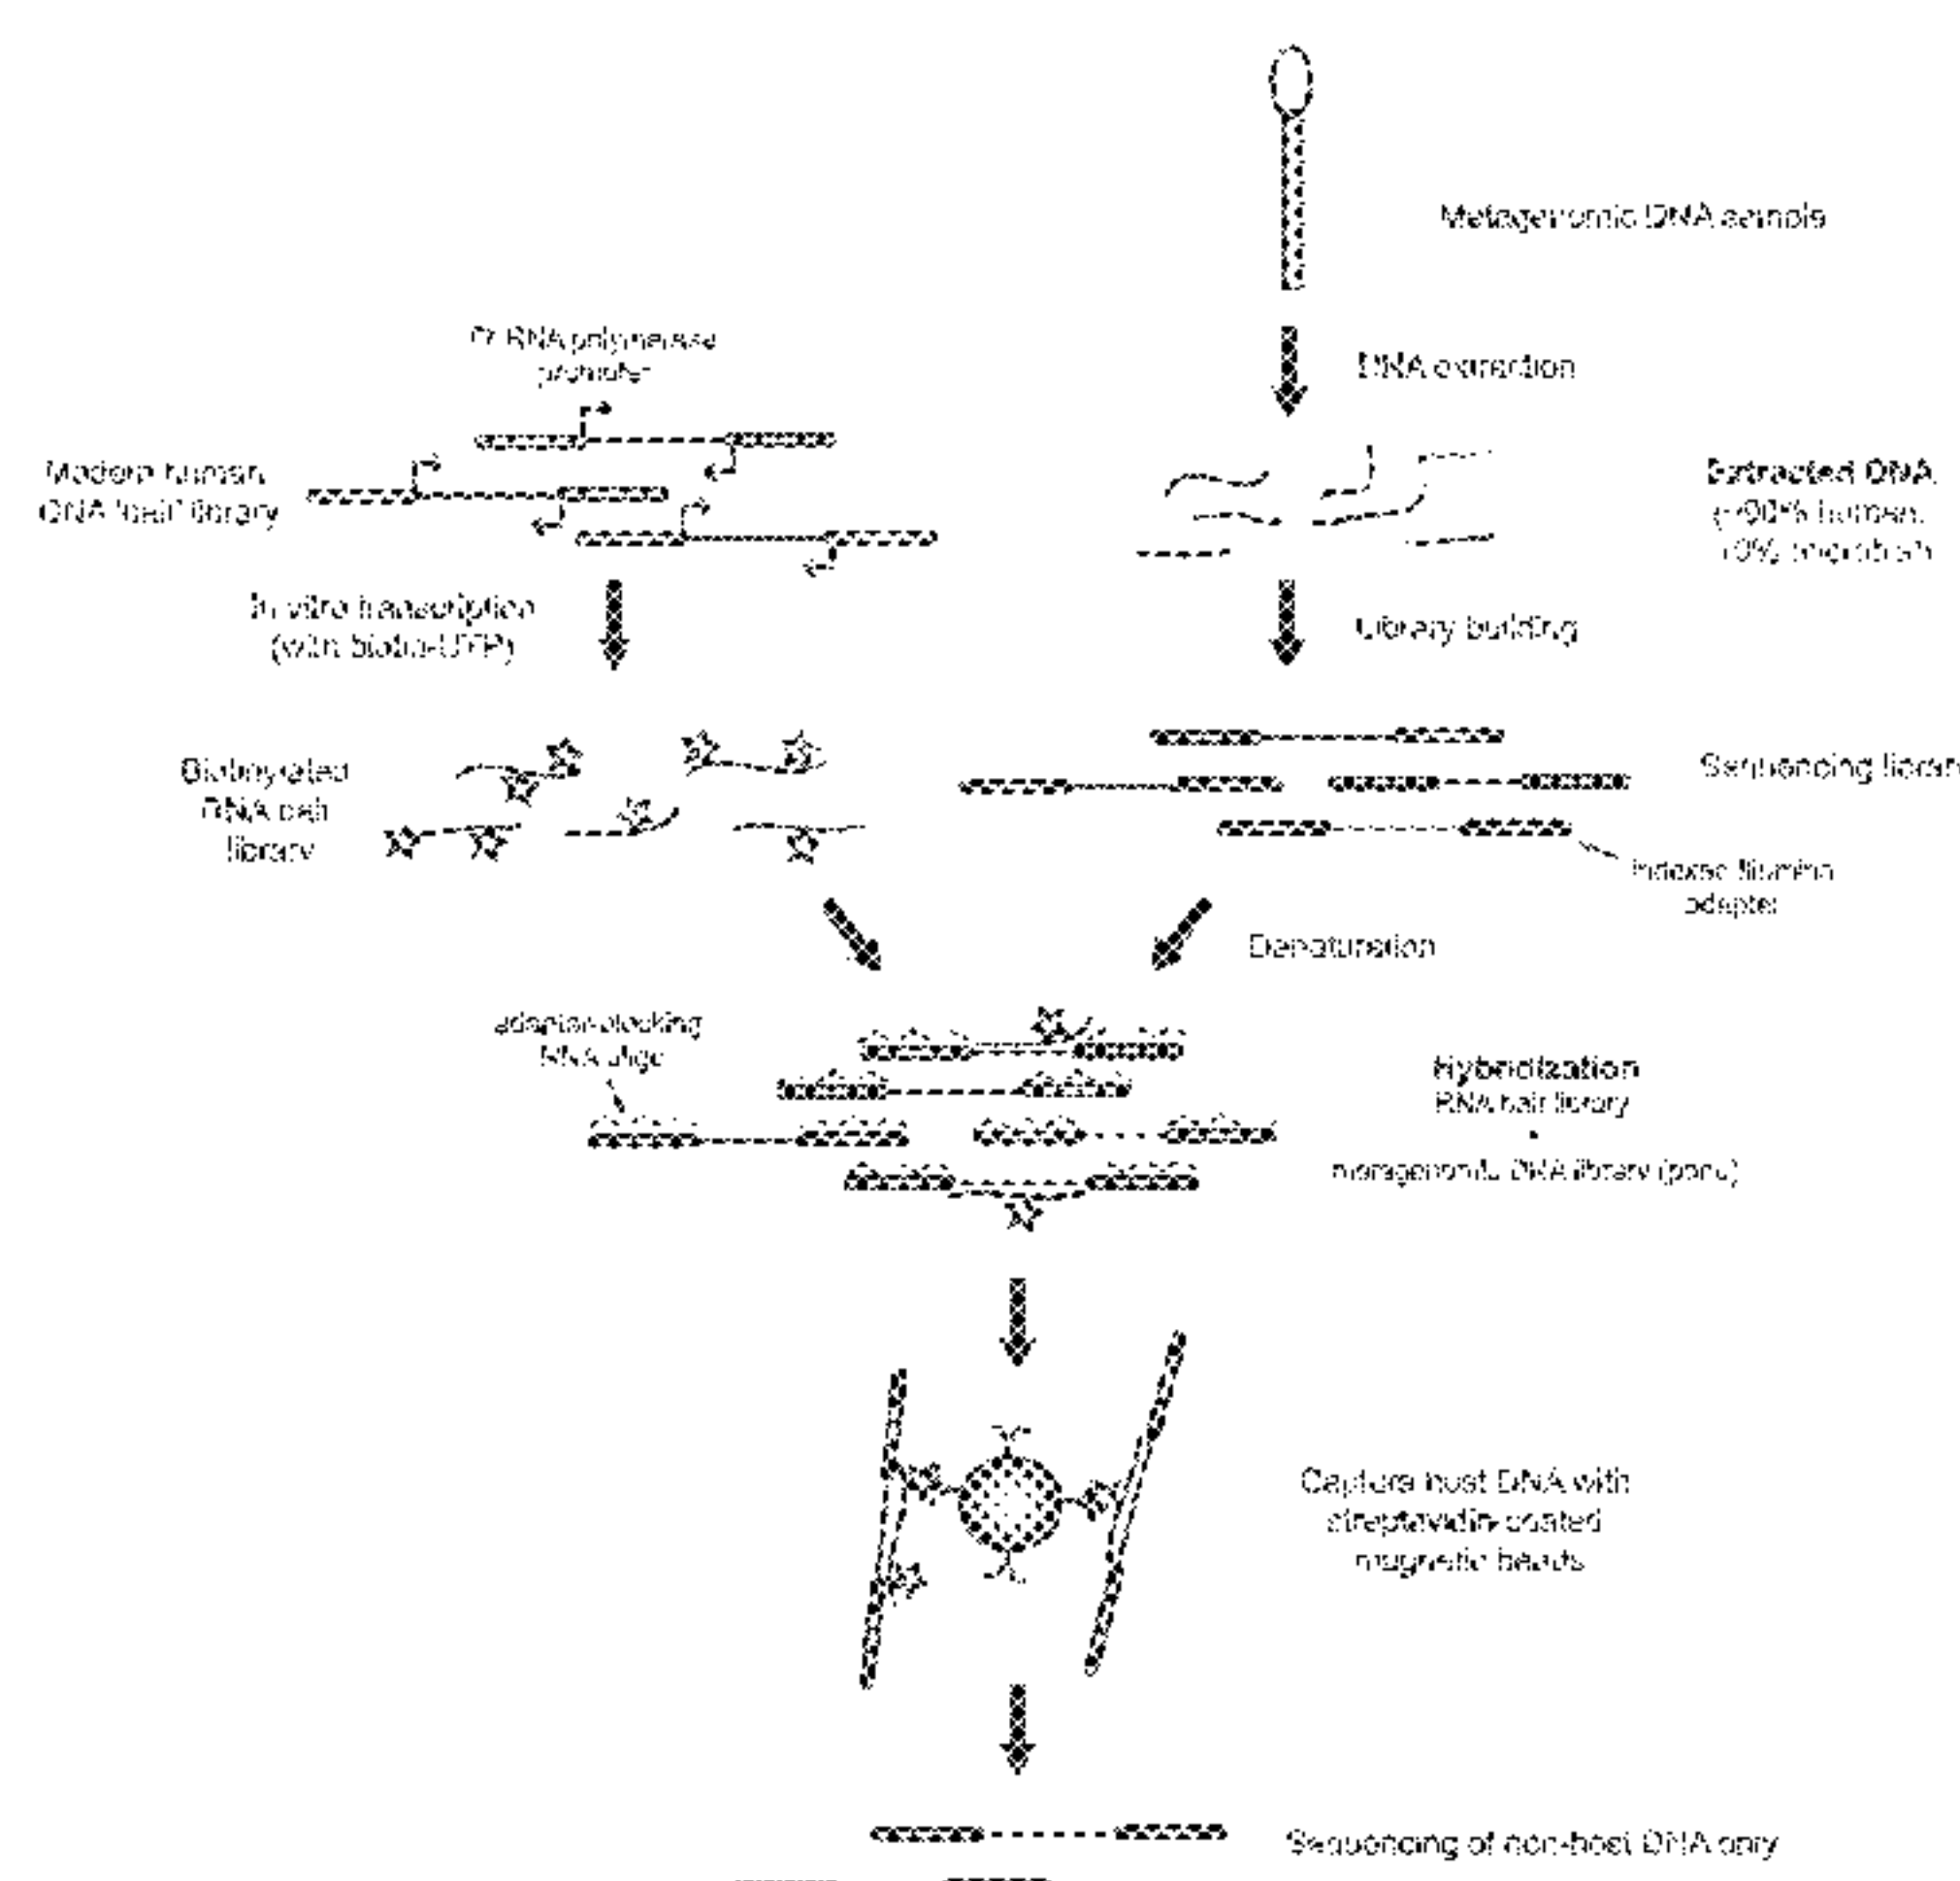 Metagenomic DNA sample
T7 RNA polymerase
promoter
DNA extraction
Modern human
DNA 'bait' library
Extracted DNA
human,
In vitro transcription
(with biotin-UTP)
Library building
Biotinylated
RNA bait
library
Sequencing
Indexed Illumina
adapter
Denaturation
adapter-blocking
RNA oligo
Hybridization
RNA bait library
metagenomic DNA library (pond)
Capture host DNA with
streptavidin-coated
magnetic beads
Sequencing of non-host DNA only